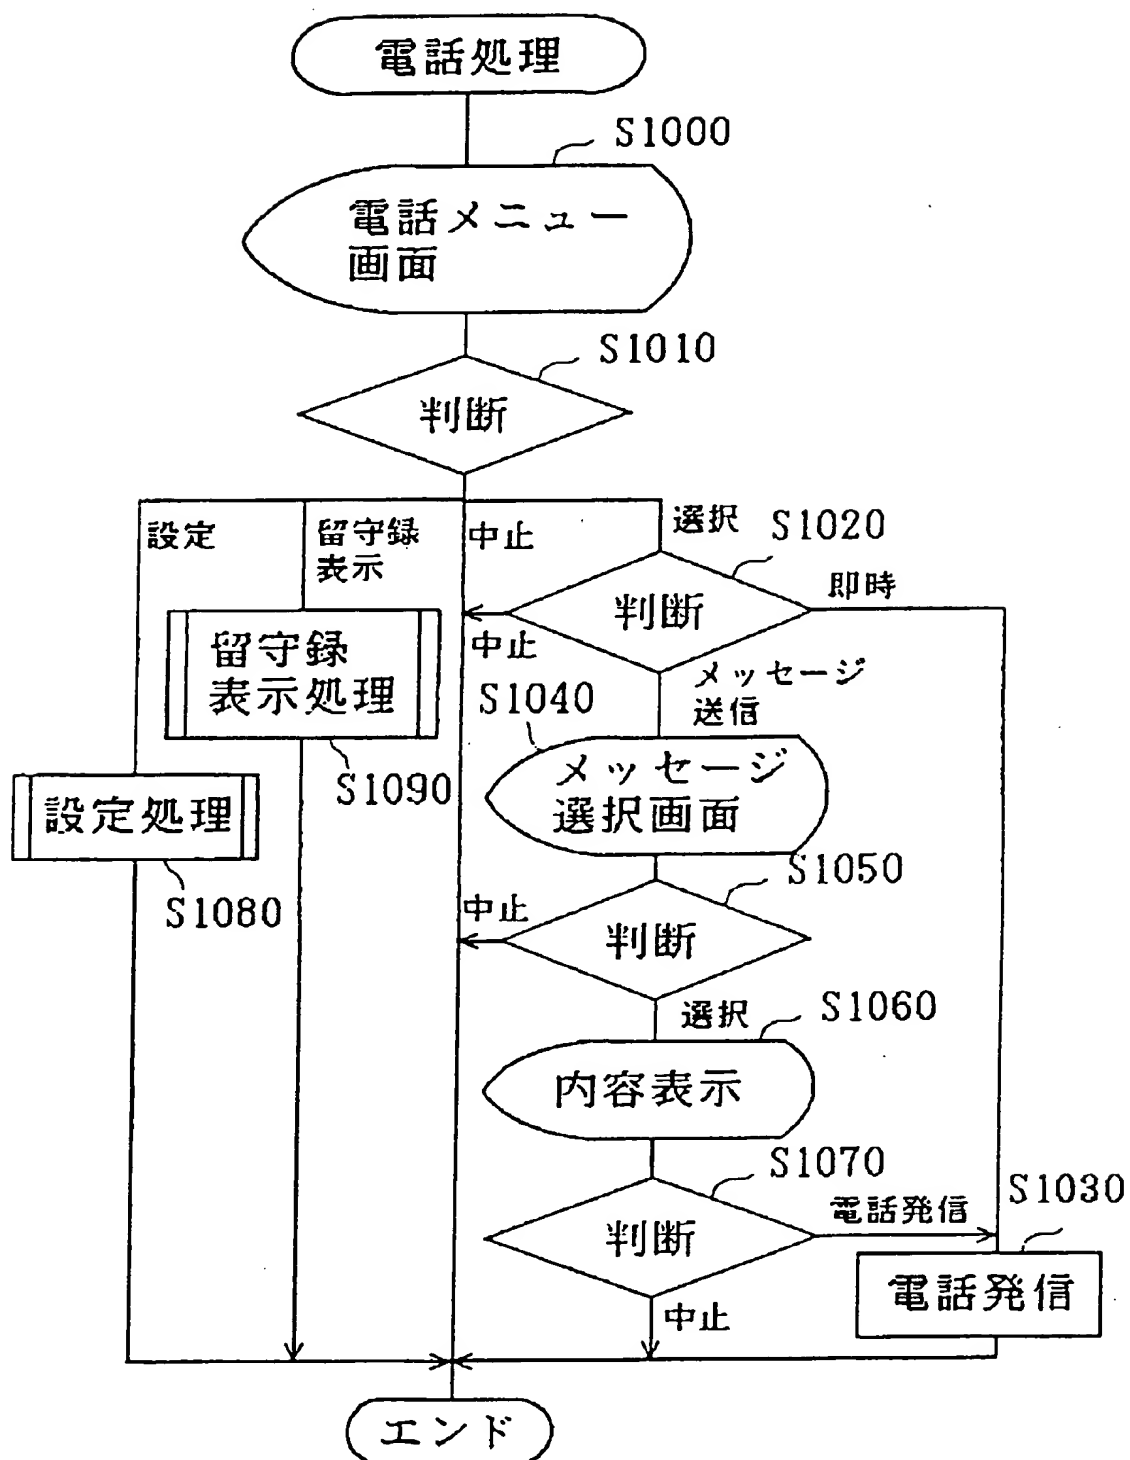 電話処理
S1000
電話メニュー
画面
S1010
判断
設定
留守録
表示
中止
選択
S1020
判断
即時
中止
留守録
表示処理
S1090
メッセージ
送信
S1040
メッセージ
選択画面
設定処理
S1080
S1050
中止
判断
選択
S1060
内容表示
S1070
判断
電話発信
S1030
電話発信
中止
エンド